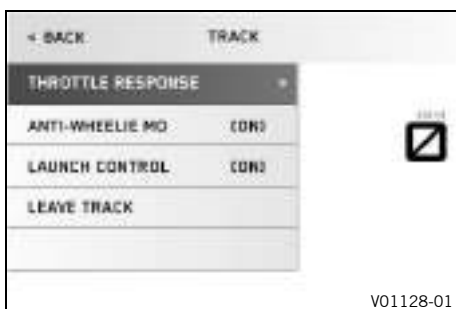 < BACK TRACK
THROTTLE RESPONSE
ANTI-WHEELIE MO [ON]
LAUNCH CONTROL [ON]
LEAVE TRACK
V01128-01